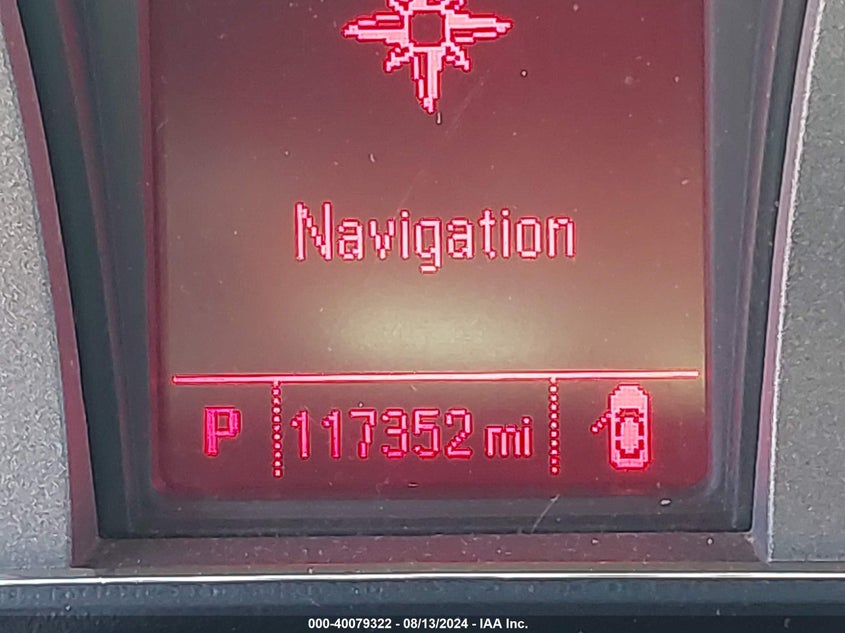 Navigation
P 117352 mi
000-40079322 - 08/13/2024 - IAA Inc.